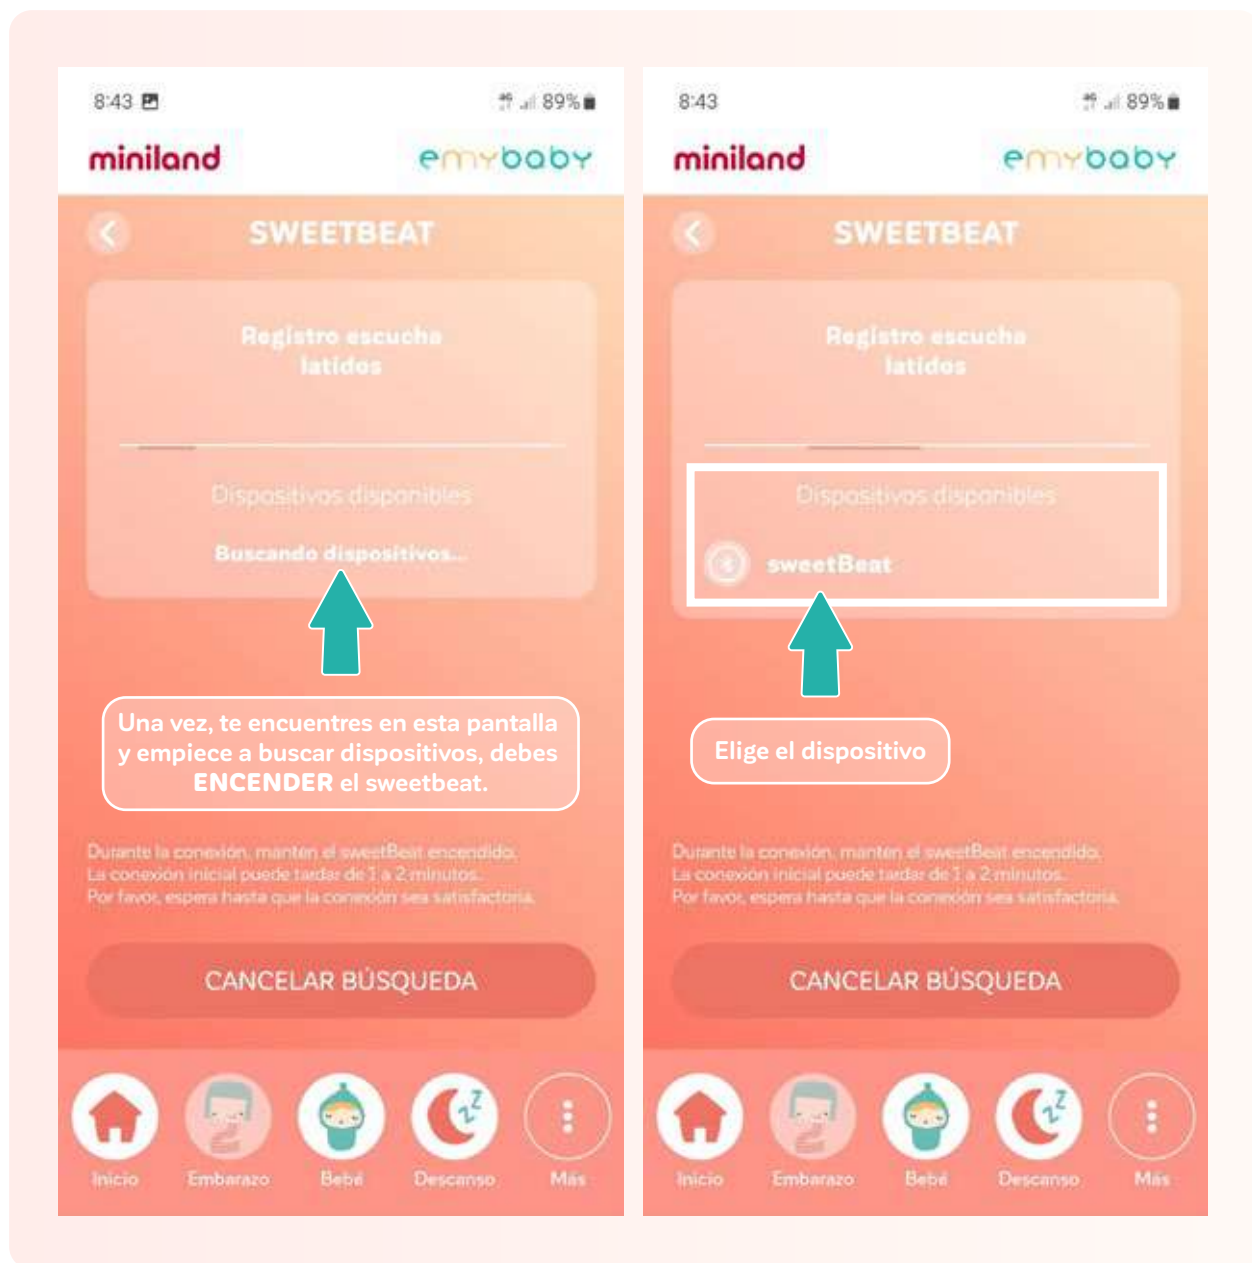 8:43
89%
miniland
emybaby
SWEETBEAT
Registro escucha
latidos
Dispositivos disponibles
Buscando dispositivos...
Una vez, te encuentres en esta pantalla
y empiece a buscar dispositivos, debes
ENCENDER el sweetbeat.
Durante la conexión, manten el sweetBeat encendido.
La conexión inicial puede tardar de 1 a 2 minutos.
Por favor, espera hasta que la conexión sea satisfactoria.
CANCELAR BÚSQUEDA
Inicio
Embarazo
Bebé
Descanso
Más
8:43
89%
miniland
emybaby
SWEETBEAT
Registro escucha
latidos
Dispositivos disponibles
sweetBeat
Elige el dispositivo
Durante la conexión, manten el sweetBeat encendido.
La conexión inicial puede tardar de 1 a 2 minutos.
Por favor, espera hasta que la conexión sea satisfactoria.
CANCELAR BÚSQUEDA
Inicio
Embarazo
Bebé
Descanso
Más